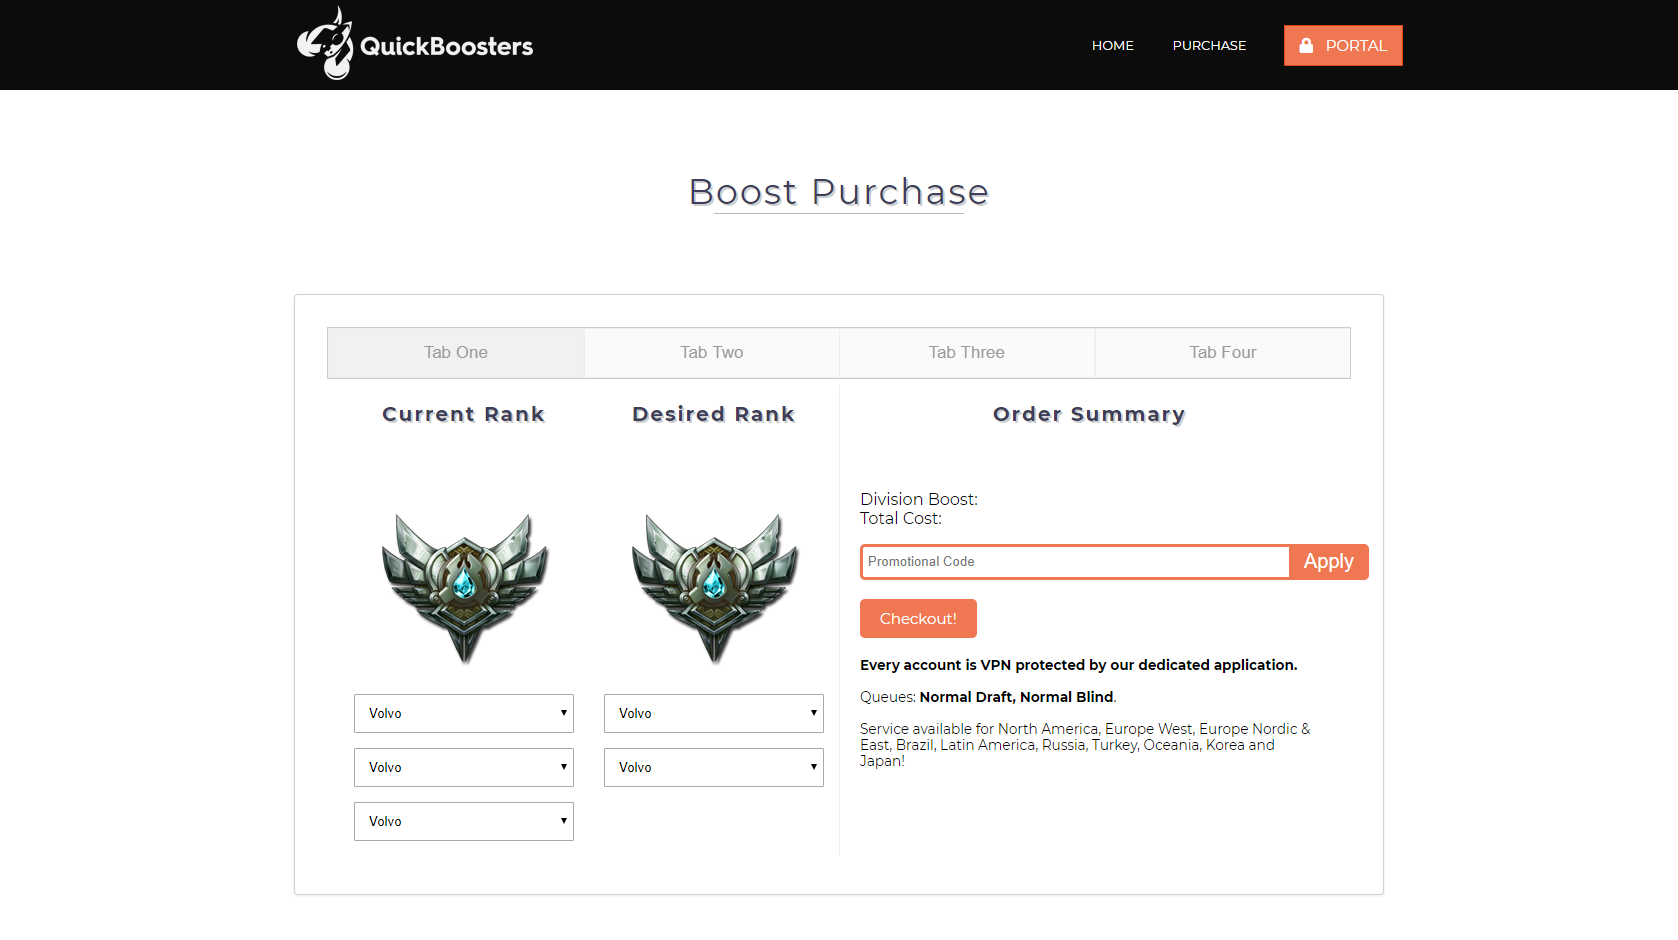 QuickBoosters
HOME
PURCHASE
PORTAL
Boost Purchase
Tab One
Tab Two
Tab Three
Tab Four
Current Rank
Desired Rank
Order Summary
Division Boost:
Total Cost:
Promotional Code
Apply
Checkout!
Every account is VPN protected by our dedicated application.
Queues: Normal Draft, Normal Blind.
Service available for North America, Europe West, Europe Nordic &
East, Brazil, Latin America, Russia, Turkey, Oceania, Korea and
Japan!
Volvo
Volvo
Volvo
Volvo
Volvo